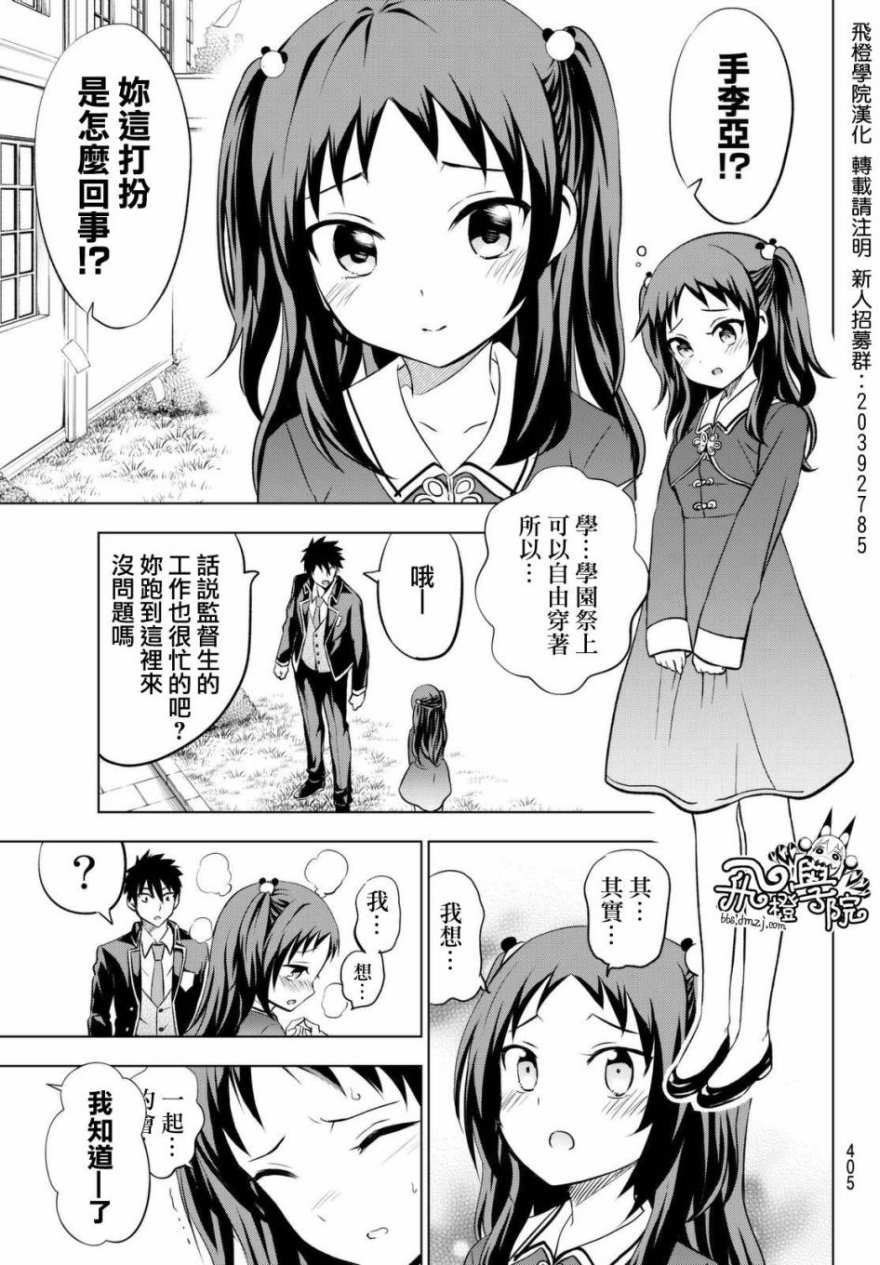 手李亞!?
妳這打扮
是怎麼回事!?
學…學園祭上
可以自由穿著
所以…
哦—
話說監督生的
工作也很忙的吧？
妳跑到這裡來
沒問題嗎
其…
其實…
我想…
我…
想…
？
一起…
約會…
我知道—了
飛橙學院漢化 轉載請注明 新人招募群：203927855
飛橙學院
bbs.dmzj.com
405